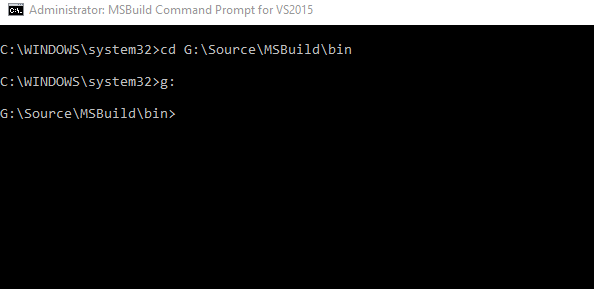 Administrator: MSBuild Command Prompt for VS2015
C:\WINDOWS\system32>cd G:\Source\MSBuild\bin
C:\WINDOWS\system32>g:
G:\Source\MSBuild\bin>